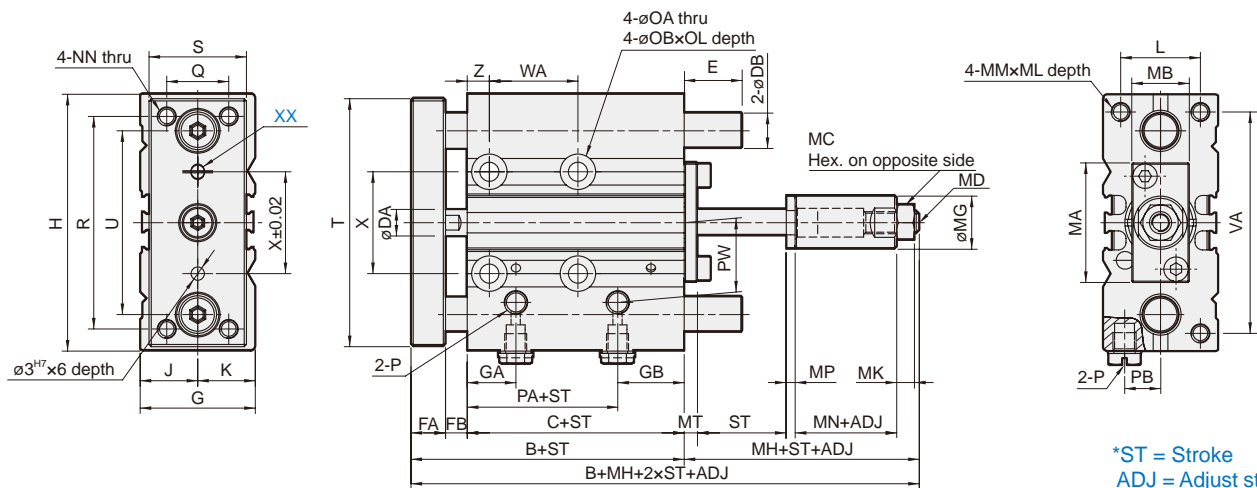 4-øOA thru
4-øOB×OL depth
S
4-NN thru
Q
XX
Z
WA
E
2-øDB
L
MB
4-MM×ML depth
MC
Hex. on opposite side
MD
H
R
U
X±0.02
T
X
øDA
PW
øMG
MA
VA
ø3H7×6 depth
J
K
G
2-P
GA
GB
PA+ST
MP
MK
2-P
PB
FA
FB
C+ST
MT
ST
MN+ADJ
B+ST
MH+ST+ADJ
B+MH+2×ST+ADJ
*ST = Stroke
ADJ = Adjust st